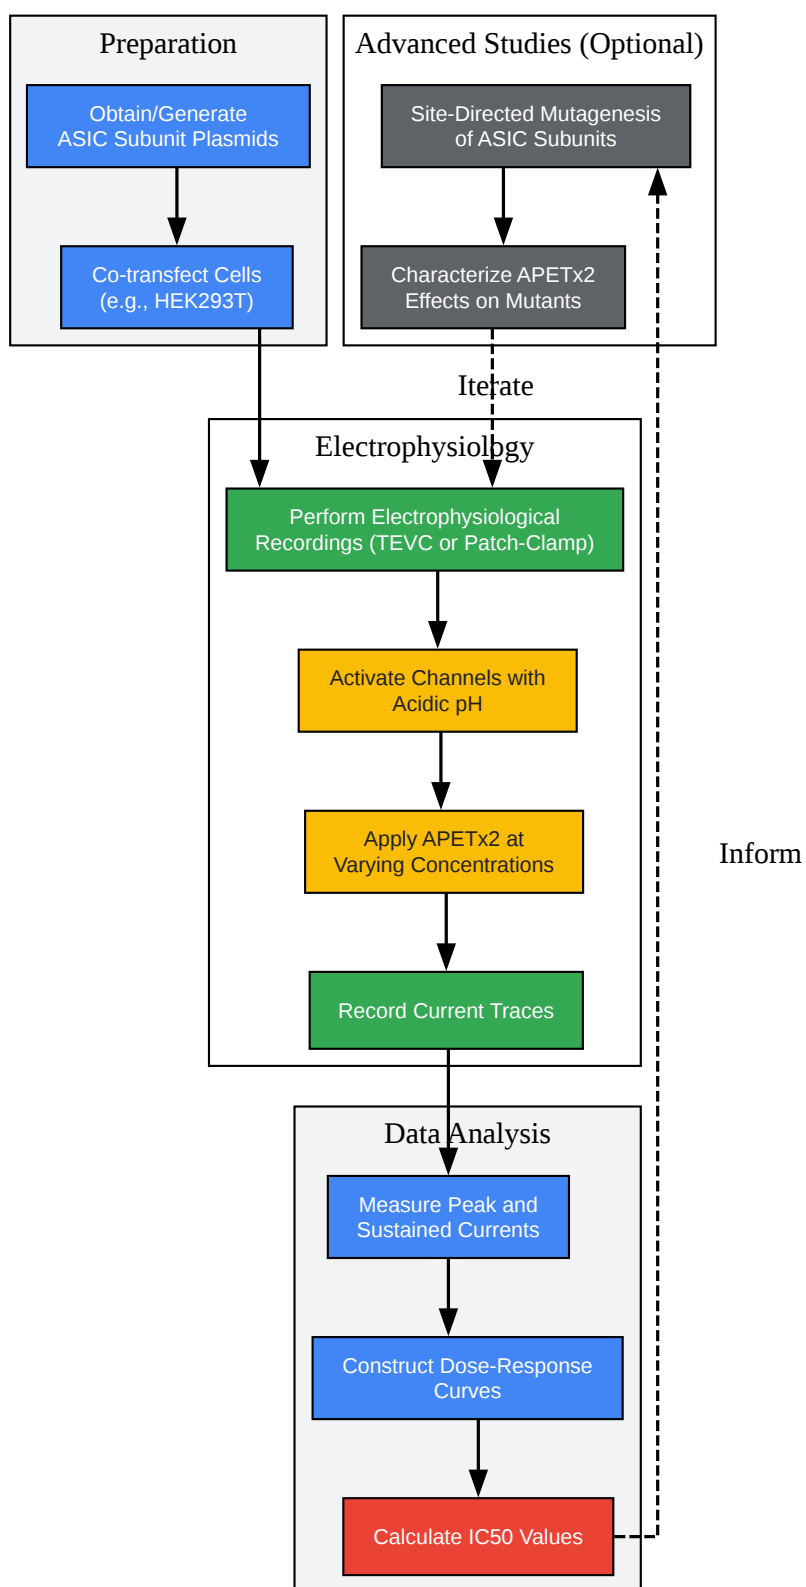 Preparation
Obtain/Generate
ASIC Subunit Plasmids
Co-transfect Cells
(e.g., HEK293T)
Advanced Studies (Optional)
Site-Directed Mutagenesis
of ASIC Subunits
Characterize APETx2
Effects on Mutants
Iterate
Electrophysiology
Perform Electrophysiological
Recordings (TEVC or Patch-Clamp)
Activate Channels with
Acidic pH
Apply APETx2 at
Varying Concentrations
Inform
Record Current Traces
Data Analysis
Measure Peak and
Sustained Currents
Construct Dose-Response
Curves
Calculate IC50 Values